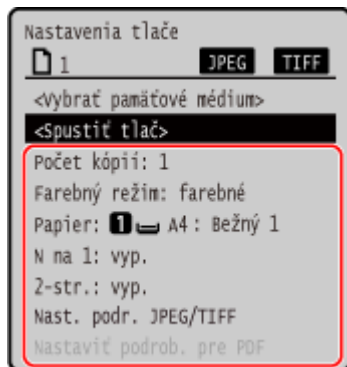 Nastavenia tlače
1 JPEG TIFF
<Vybrať pamäťové médium>
<Spustiť tlač>
Počet kópií: 1
Farebný režim: farebné
Papier: 1 A4 : Bežný 1
N na 1: vyp.
2-str.: vyp.
Nast. podr. JPEG/TIFF
Nastaviť podrob. pre PDF